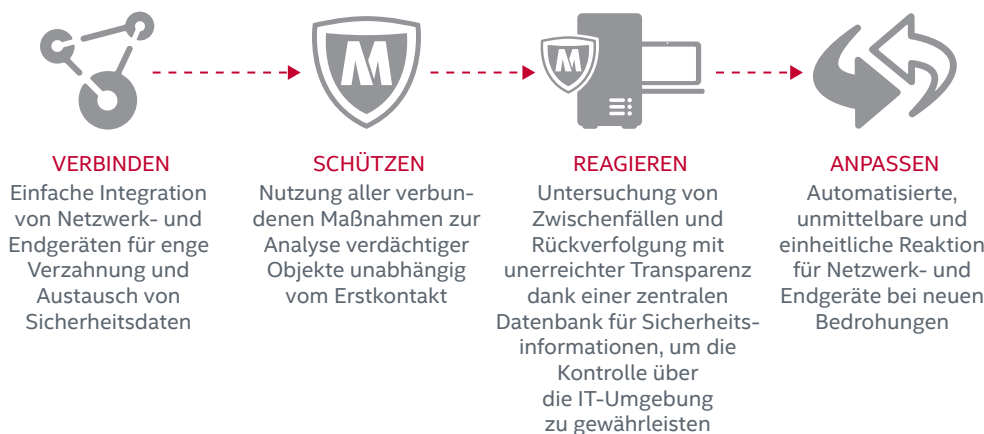 VERBINDEN
Einfache Integration
von Netzwerk- und
Endgeräten für enge
Verzahnung und
Austausch von
Sicherheitsdaten
SCHÜTZEN
Nutzung aller verbun-
denen Maßnahmen zur
Analyse verdächtiger
Objekte unabhängig
vom Erstkontakt
REAGIEREN
Untersuchung von
Zwischenfällen und
Rückverfolgung mit
unerreichter Transparenz
dank einer zentralen
Datenbank für Sicherheits-
informationen, um die
Kontrolle über
die IT-Umgebung
zu gewährleisten
ANPASSEN
Automatisierte,
unmittelbare und
einheitliche Reaktion
für Netzwerk- und
Endgeräte bei neuen
Bedrohungen